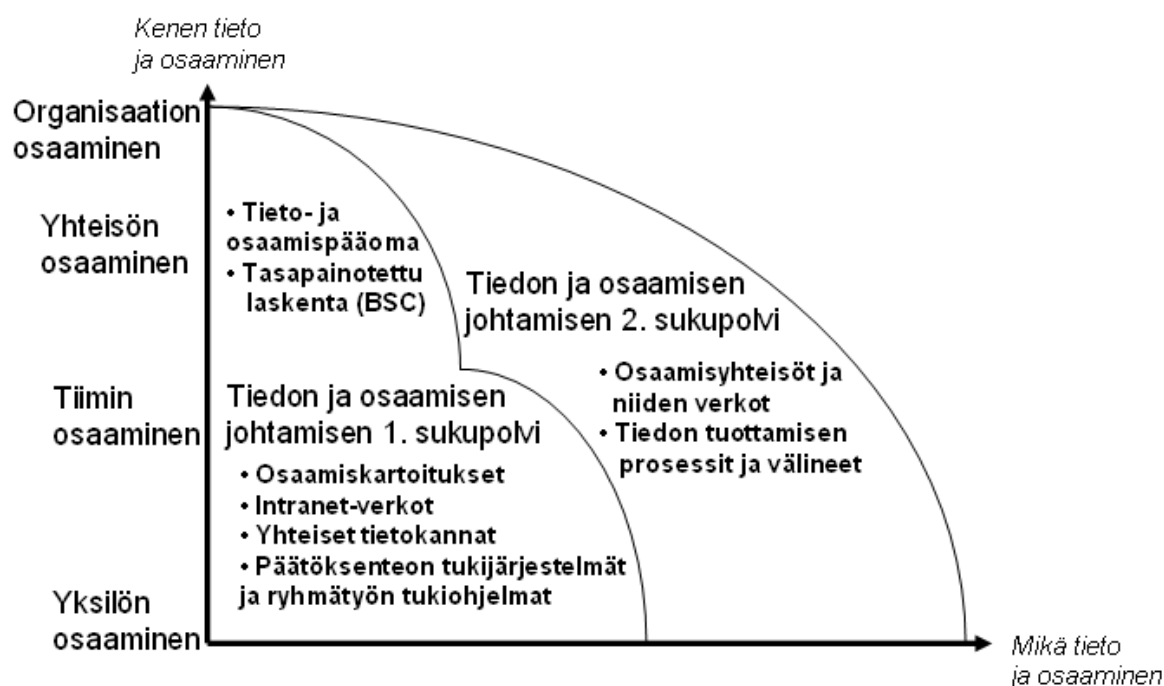 Kenen tieto
ja osaaminen
Organisaation
osaaminen
Yhteisön
osaaminen
• Tieto- ja
osaamispääoma
• Tasapainotettu
laskenta (BSC)
Tiedon ja osaamisen
johtamisen 2. sukupolvi
• Osaamisyhteisöt ja
niiden verkot
• Tiedon tuottamisen
prosessit ja välineet
Tiimin
osaaminen
Tiedon ja osaamisen
johtamisen 1. sukupolvi
• Osaamiskartoitukset
• Intranet-verkot
• Yhteiset tietokannat
• Päätöksenteon tukijärjestelmät
ja ryhmätyön tukiohjelmat
Yksilön
osaaminen
Mikä tieto
ja osaaminen